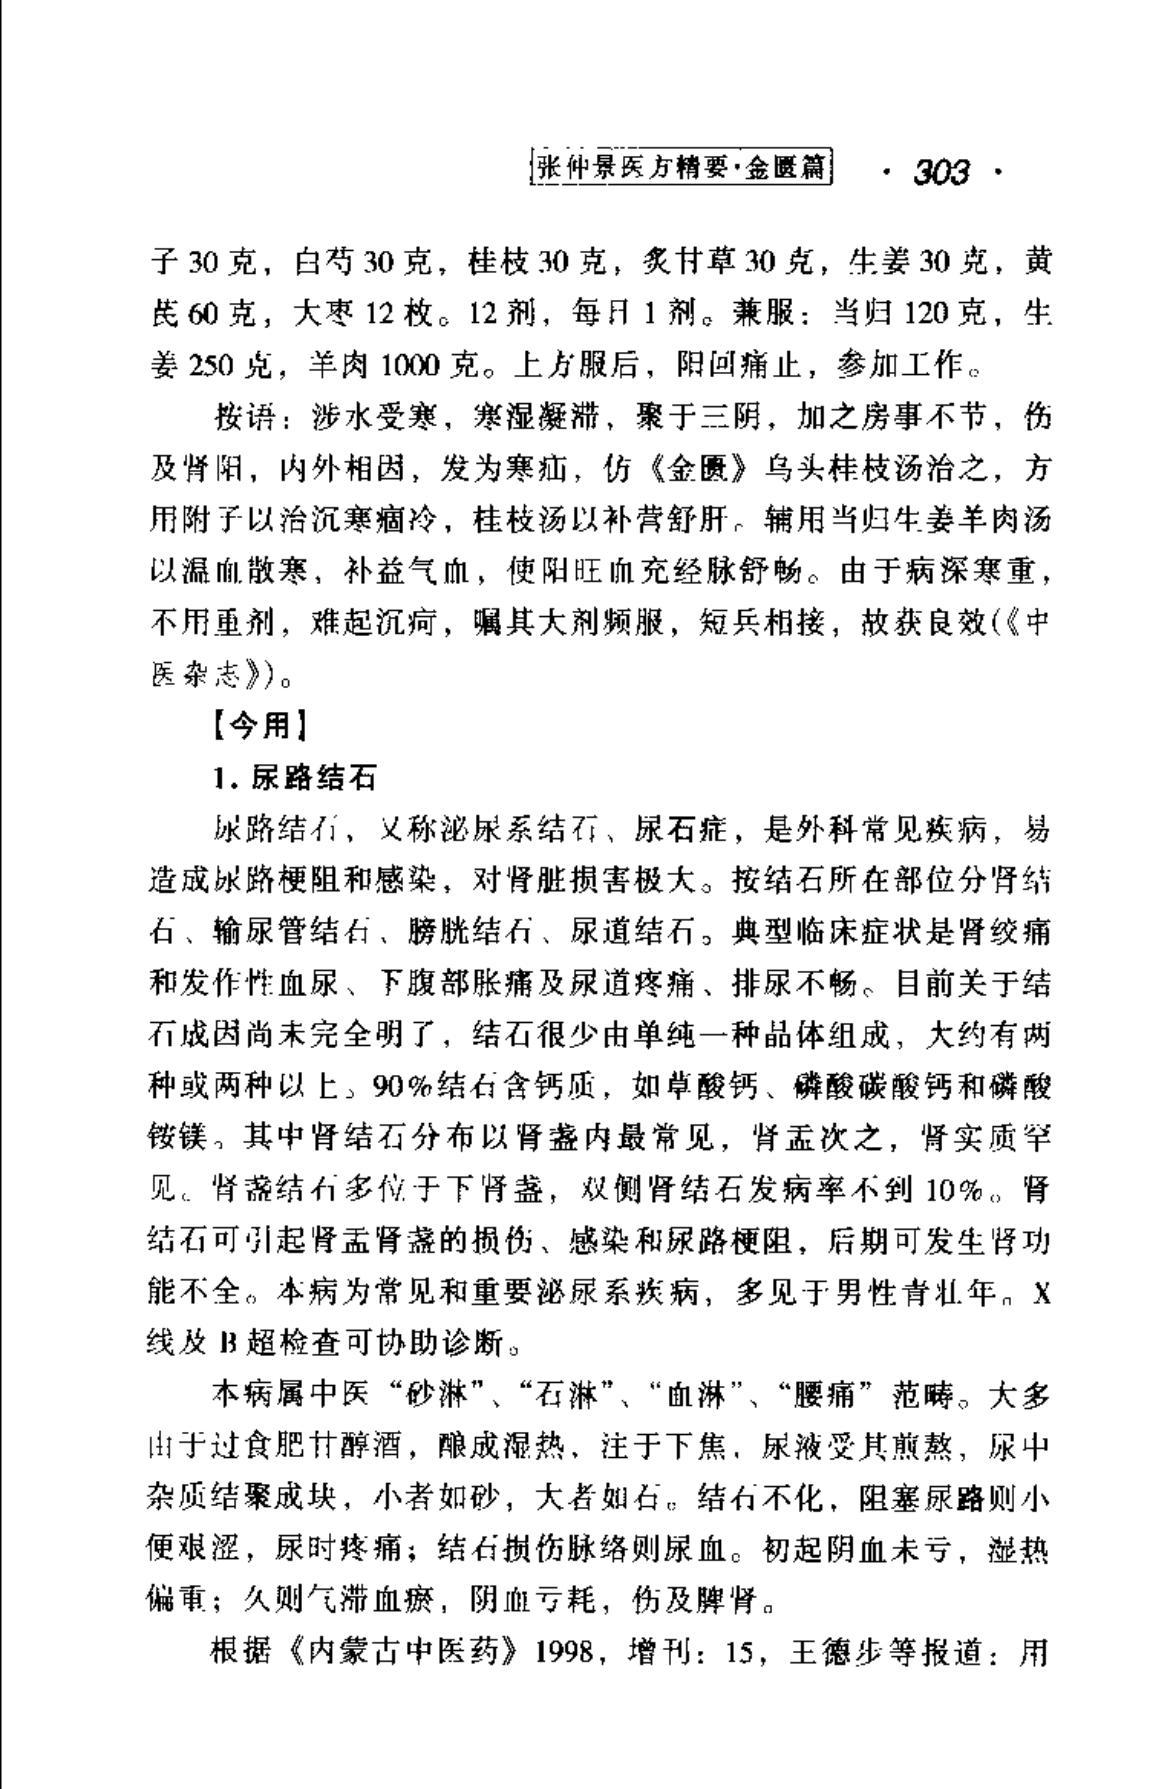 张仲景医方精要·金匮篇 · 303 ·
子 30 克，白芍 30 克，桂枝 30 克，炙甘草 30 克，生姜 30 克，黄
芪 60 克，大枣 12 枚。12 剂，每日 1 剂。兼服：当归 120 克，生
姜 250 克，羊肉 1000 克。上方服后，阳回痛止，参加工作。
按语：涉水受寒，寒湿凝滞，聚于三阴，加之房事不节，伤
及肾阳，内外相因，发为寒疝，仿《金匮》乌头桂枝汤治之，方
用附子以治沉寒痼冷，桂枝汤以补营舒肝。辅用当归生姜羊肉汤
以温血散寒，补益气血，使阳旺血充经脉舒畅。由于病深寒重，
不用重剂，难起沉疴，嘱其大剂频服，短兵相接，故获良效(《中
医杂志》)。
【今用】
1. 尿路结石
尿路结石，又称泌尿系结石、尿石症，是外科常见疾病，易
造成尿路梗阻和感染，对肾脏损害极大。按结石所在部位分肾结
石、输尿管结石、膀胱结石、尿道结石。典型临床症状是肾绞痛
和发作性血尿、下腹部胀痛及尿道疼痛、排尿不畅。目前关于结
石成因尚未完全明了，结石很少由单纯一种晶体组成，大约有两
种或两种以上。90%结石含钙质，如草酸钙、磷酸碳酸钙和磷酸
铵镁。其中肾结石分布以肾盏内最常见，肾盂次之，肾实质罕
见。肾盏结石多位于下肾盏，双侧肾结石发病率不到 10%。肾
结石可引起肾盂肾盏的损伤、感染和尿路梗阻，后期可发生肾功
能不全。本病为常见和重要泌尿系疾病，多见于男性青壮年。X
线及 B 超检查可协助诊断。
本病属中医“砂淋”、“石淋”、“血淋”、“腰痛”范畴。大多
由于过食肥甘醇酒，酿成湿热，注于下焦，尿液受其煎熬，尿中
杂质结聚成块，小者如砂，大者如石。结石不化，阻塞尿路则小
便艰涩，尿时疼痛；结石损伤脉络则尿血。初起阴血未亏，湿热
偏重；久则气滞血瘀，阴血亏耗，伤及脾肾。
根据《内蒙古中医药》1998，增刊：15，王德步等报道：用